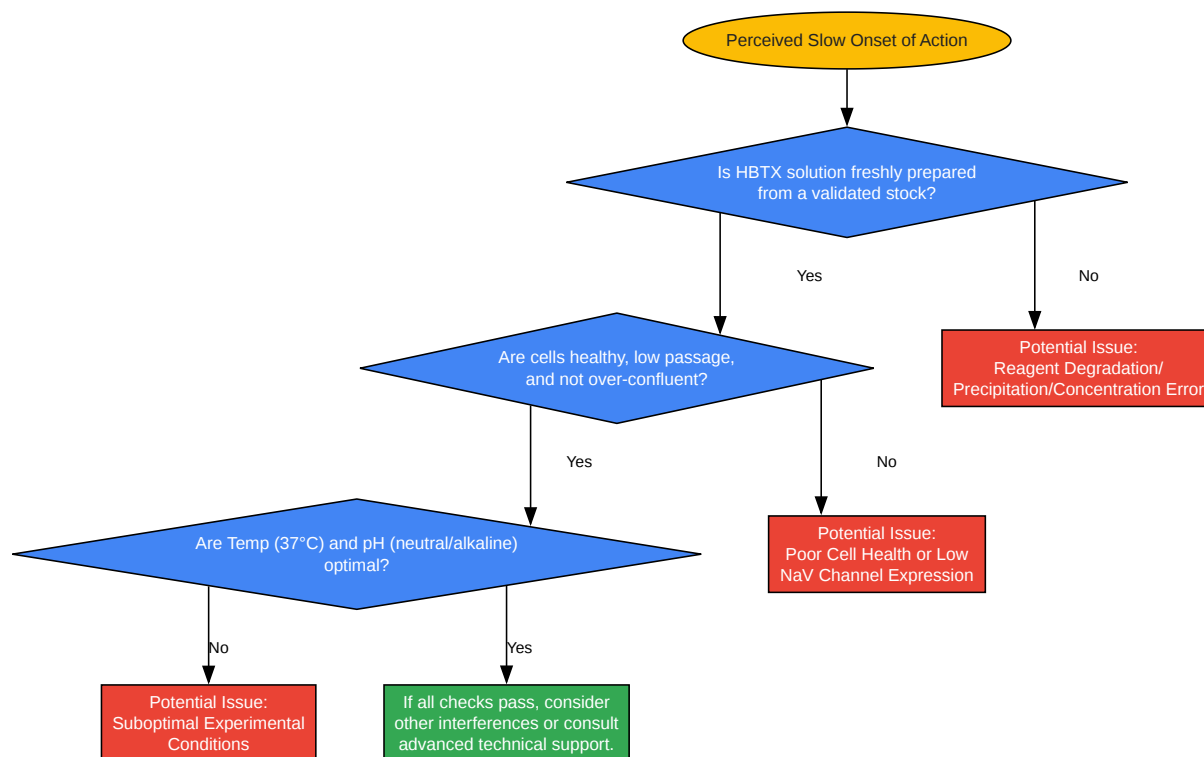 Perceived Slow Onset of Action
Is HBTX solution freshly prepared
from a validated stock?
Yes
No
Are cells healthy, low passage,
and not over-confluent?
Potential Issue:
Reagent Degradation/
Precipitation/Concentration Error
Yes
No
Are Temp (37°C) and pH (neutral/alkaline)
optimal?
Potential Issue:
Poor Cell Health or Low
NaV Channel Expression
No
Yes
Potential Issue:
Suboptimal Experimental
Conditions
If all checks pass, consider
other interferences or consult
advanced technical support.